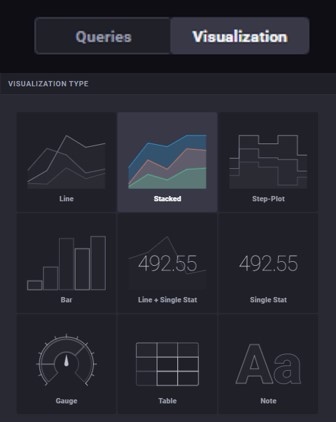 Queries Visualization
VISUALIZATION TYPE
Line Stacked Step-Plot
492.55 492.55
Bar Line + Single Stat Single Stat
Aa
Gauge Table Note